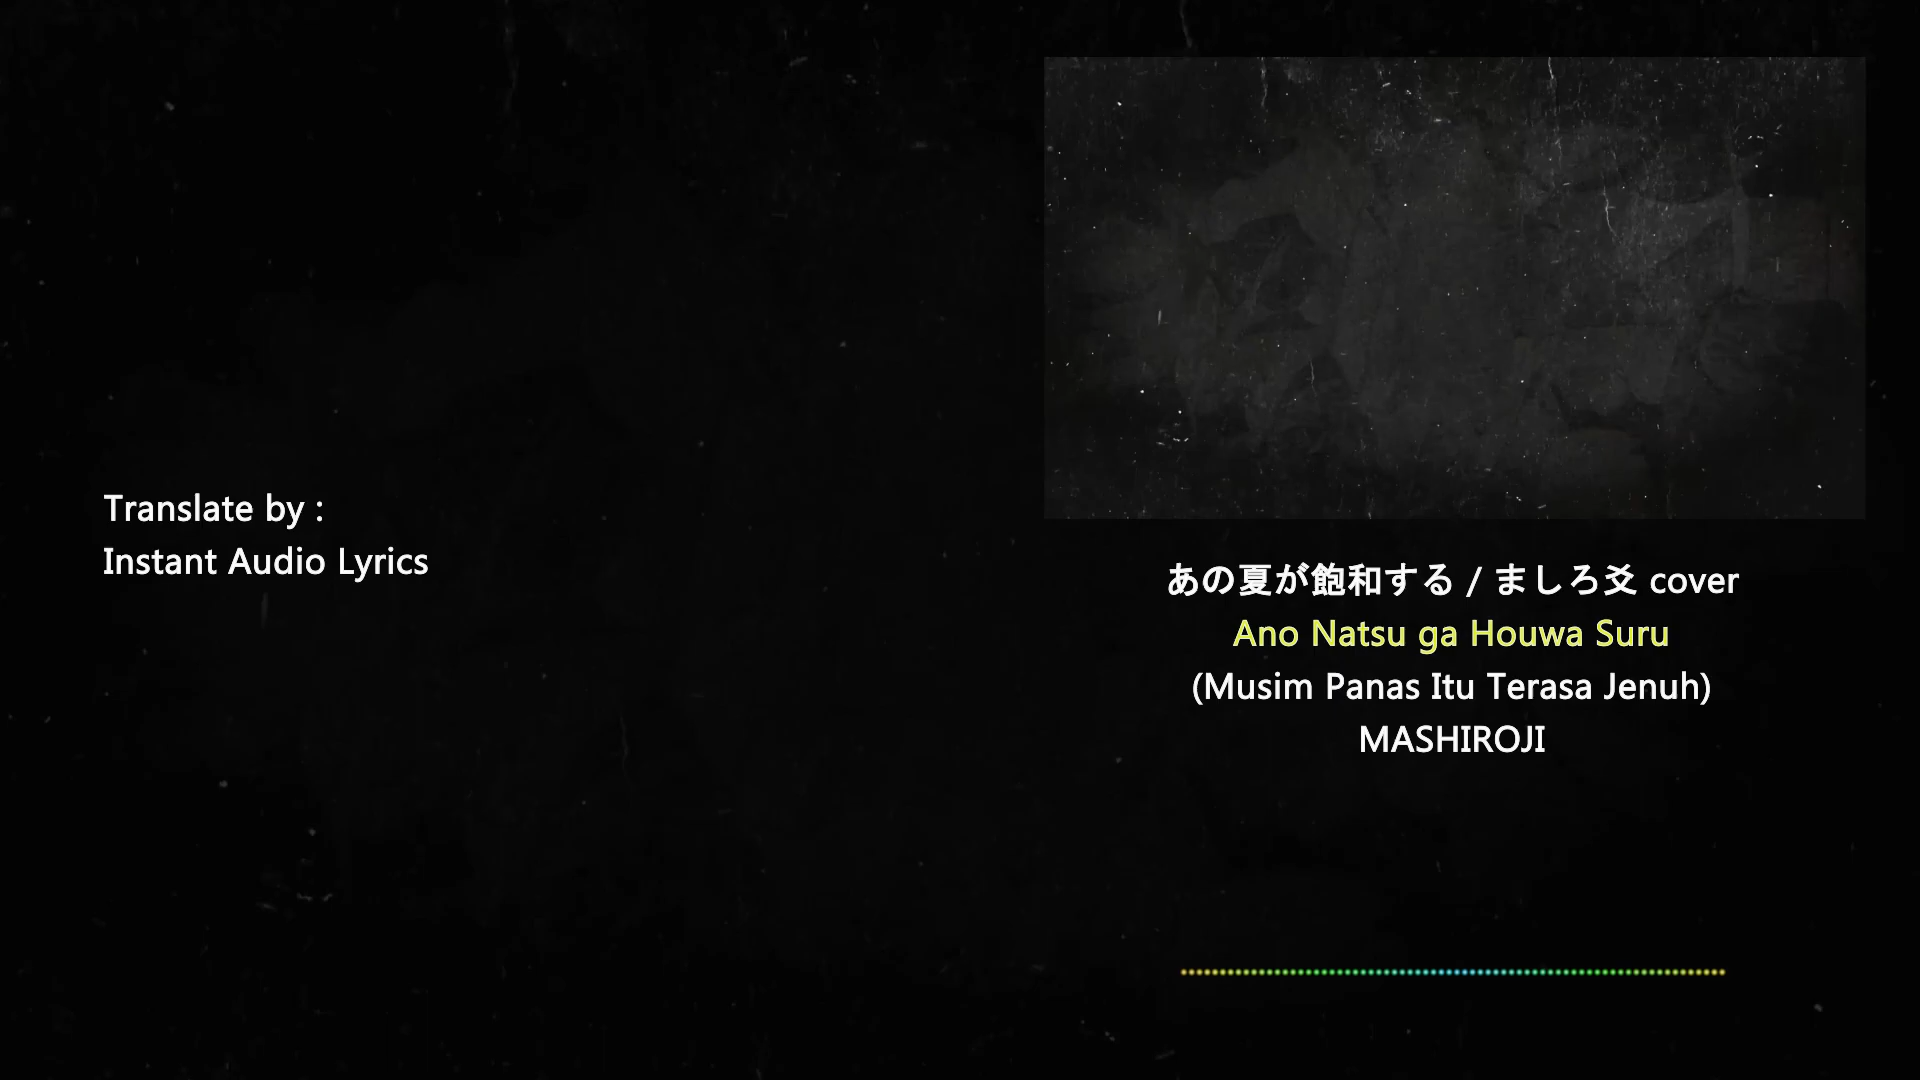 Translate by :
Instant Audio Lyrics
あの夏が飽和する / ましろ爻 cover
Ano Natsu ga Houwa Suru
(Musim Panas Itu Terasa Jenuh)
MASHIROJI